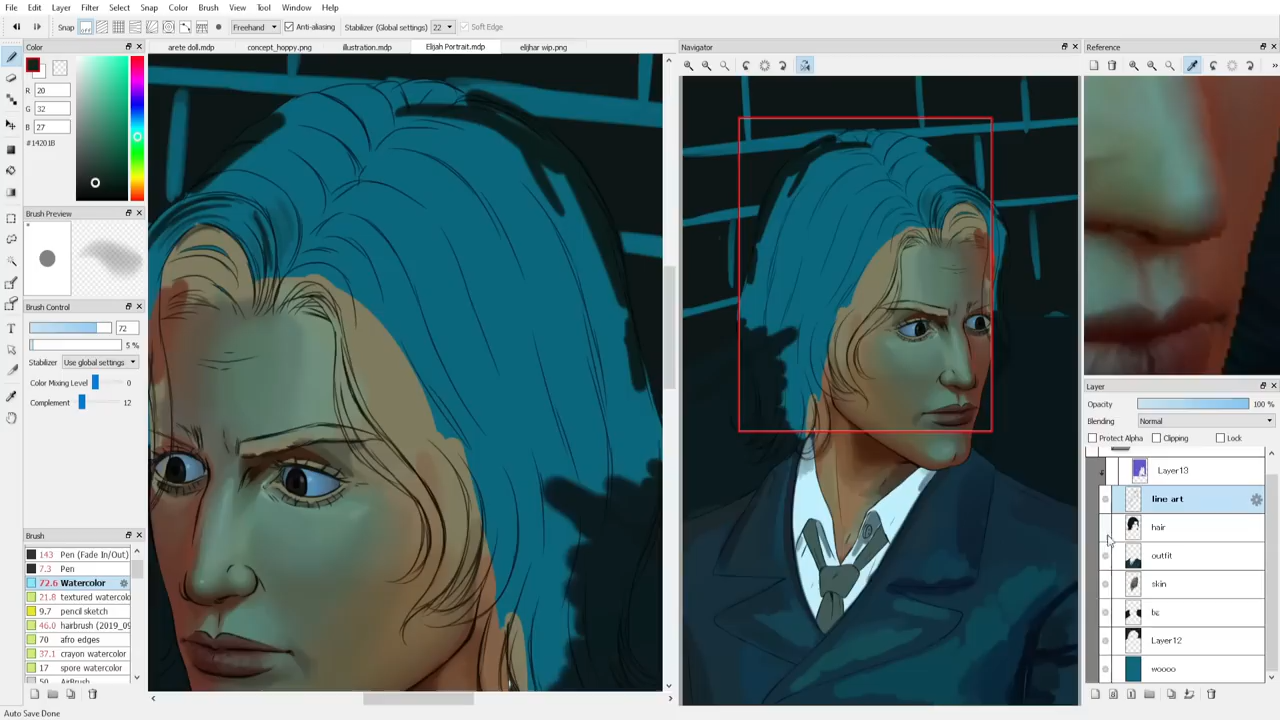 File Edit Layer Filter Select Snap Color Brush View Tool Window Help
Snap off Freehand Anti-aliasing Stabilizer (Global settings) 22 Soft Edge
Color
arete doll.mdp concept_hoppy.png illustration.mdp Elijah Portrait.mdp elijhar wip.png
Navigator
Reference
R 20
G 32
B 27
#14201B
Brush Preview
Brush Control
72
5 %
Stabilizer Use global settings
Color Mixing Level 0
Complement 12
Brush
143 Pen (Fade In/Out)
7.3 Pen
72.6 Watercolor
21.8 textured waterco
9.7 pencil sketch
46.0 harbrush (2019_09
70 afro edges
37.1 crayon watercolor
17 spore watercolor
50 AirBrush
Layer
Opacity 100 %
Blending Normal
Protect Alpha Clipping Lock
Layer13
line art
hair
outfit
skin
Layer12
woooo
Auto Save Done